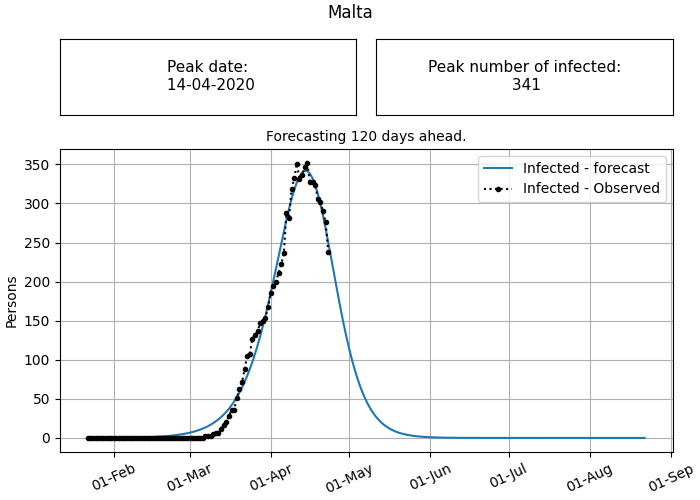 Malta
Peak date:
14-04-2020
Peak number of infected:
341
Forecasting 120 days ahead.
Infected - forecast
Infected - Observed
Persons
350
300
250
200
150
100
50
0
01-Feb
01-Mar
01-Apr
01-May
01-Jun
01-Jul
01-Aug
01-Sep